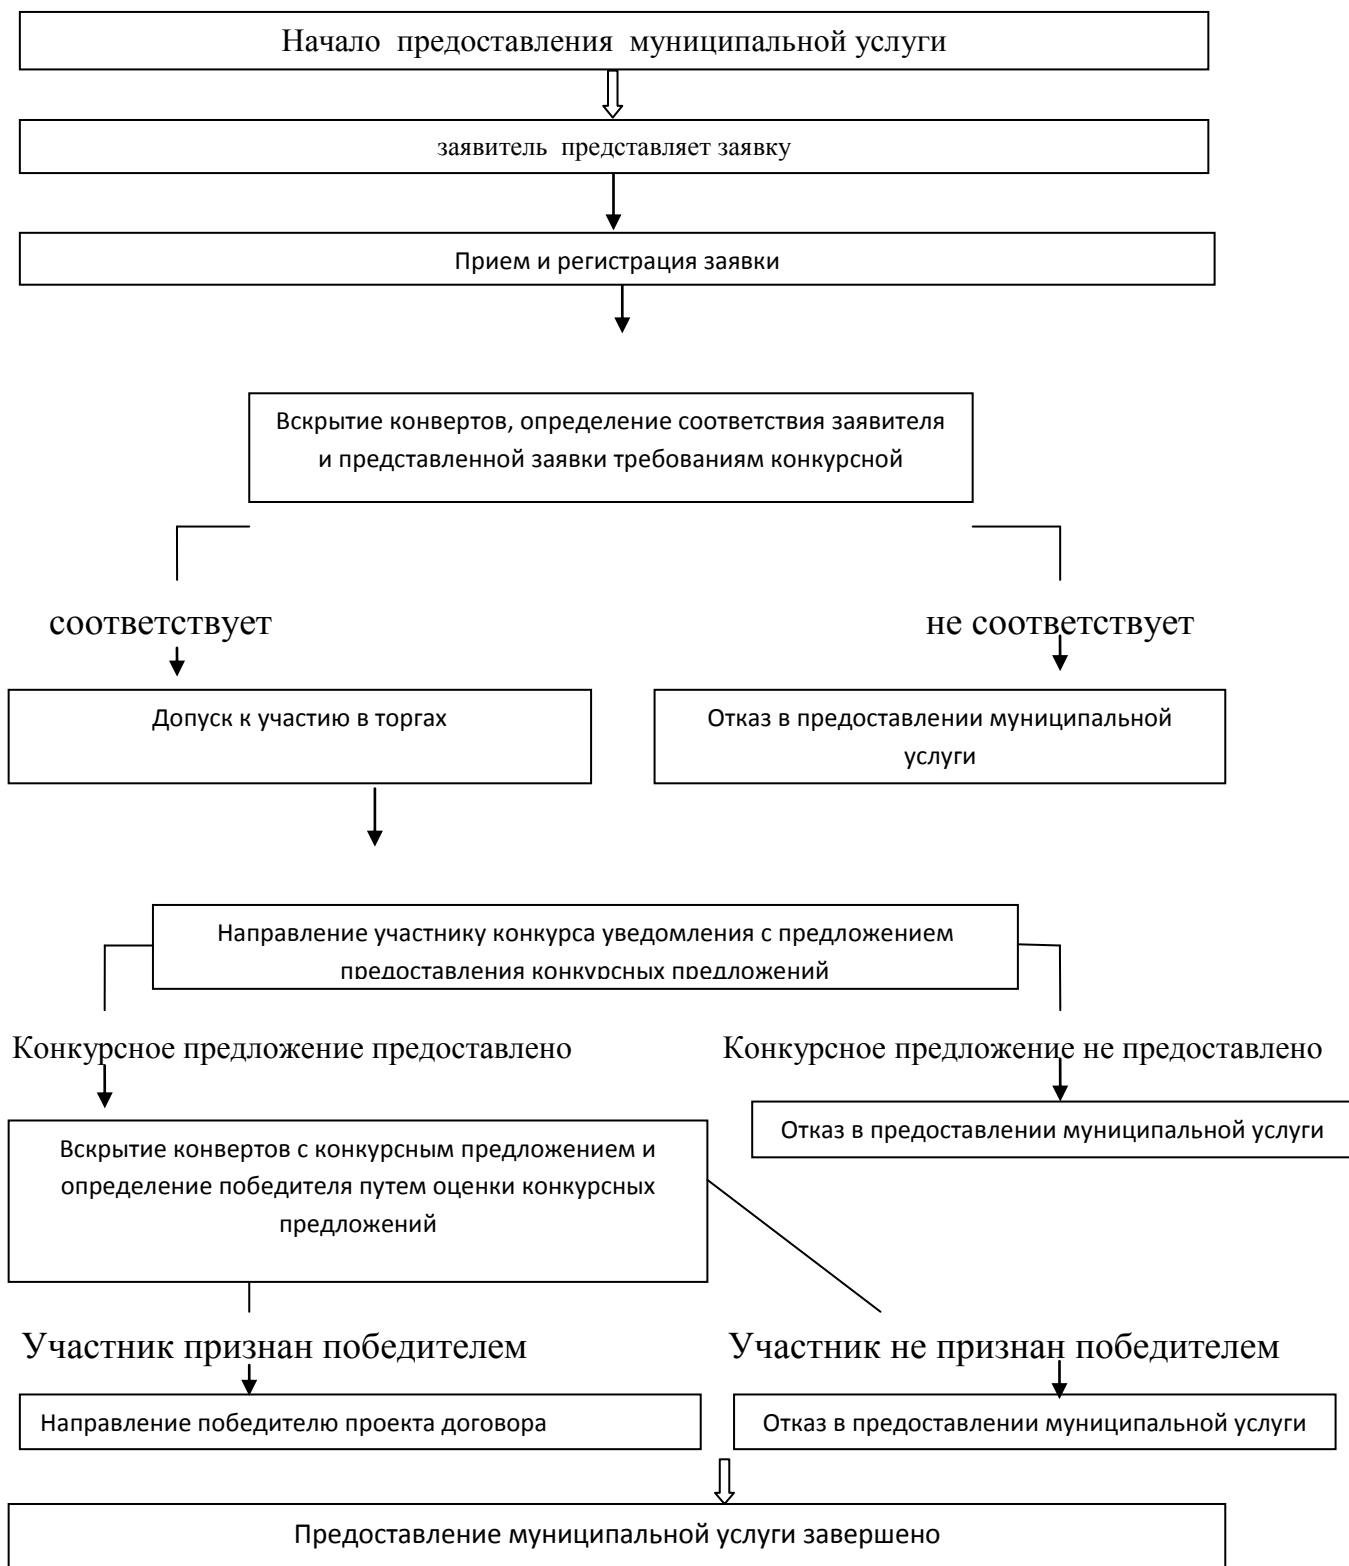 Начало предоставления муниципальной услуги
заявитель представляет заявку
Прием и регистрация заявки
Вскрытие конвертов, определение соответствия заявителя
и представленной заявки требованиям конкурсной
соответствует
не соответствует
Допуск к участию в торгах
Отказ в предоставлении муниципальной
услуги
Направление участнику конкурса уведомления с предложением
предоставления конкурсных предложений
Конкурсное предложение предоставлено
Конкурсное предложение не предоставлено
Отказ в предоставлении муниципальной услуги
Вскрытие конвертов с конкурсным предложением и
определение победителя путем оценки конкурсных
предложений
Участник признан победителем
Участник не признан победителем
Направление победителю проекта договора
Отказ в предоставлении муниципальной услуги
Предоставление муниципальной услуги завершено